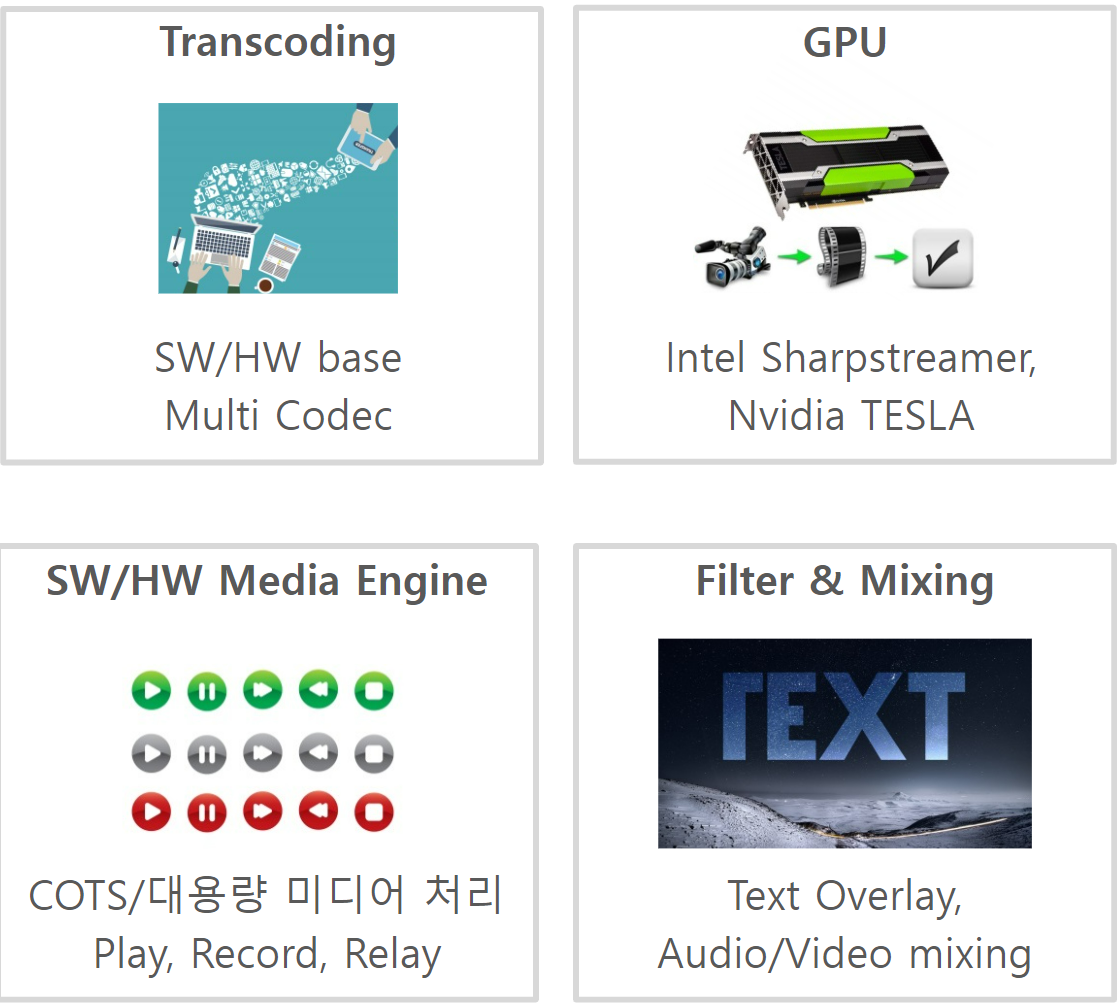 Transcoding
SW/HW base
Multi Codec
GPU
TESLA
Intel Sharpstreamer,
Nvidia TESLA
SW/HW Media Engine
COTS/대용량 미디어 처리
Play, Record, Relay
Filter & Mixing
TEXT
Text Overlay,
Audio/Video mixing